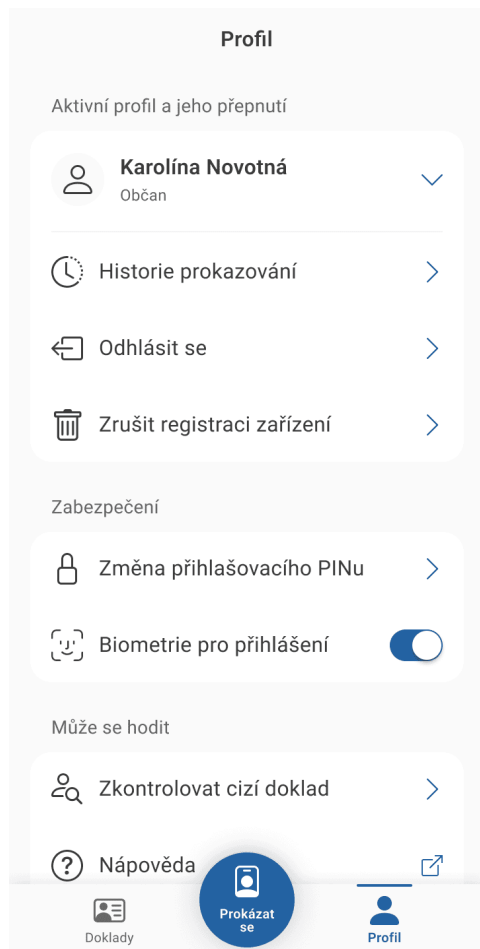 Profil
Aktivní profil a jeho přepnutí
Karolína Novotná
Občan
Historie prokazování
Odhlásit se
Zrušit registraci zařízení
Zabezpečení
Změna přihlašovacího PINu
Biometrie pro přihlášení
Může se hodit
Zkontrolovat cizí doklad
Nápověda
Doklady
Prokázat
se
Profil